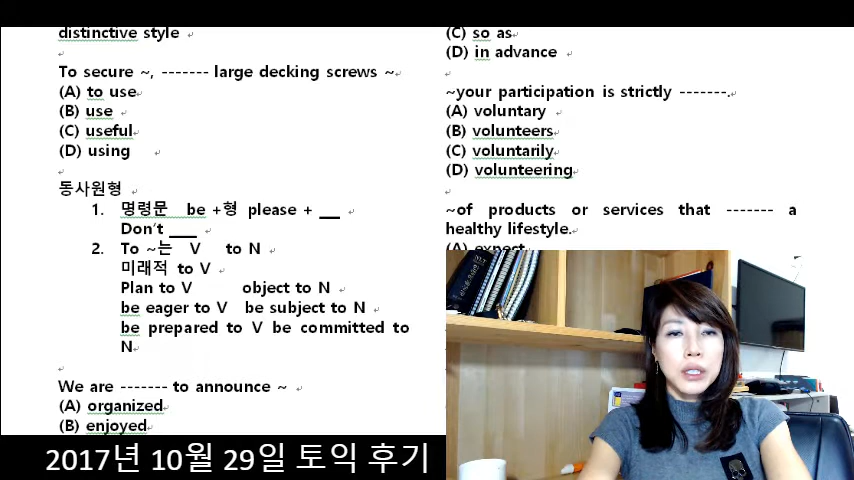 distinctive style
To secure ~, ------- large decking screws ~
(A) to use
(B) use
(C) useful
(D) using
동사원형
1. 명령문 be +형 please + __
Don't ___
2. To ~는 V to N
미래적 to V
Plan to V object to N
be eager to V be subject to N
be prepared to V be committed to
N
We are ------- to announce ~
(A) organized
(B) enjoyed
(C) so as
(D) in advance
~your participation is strictly -------.
(A) voluntary
(B) volunteers
(C) voluntarily
(D) volunteering
~of products or services that ------- a
healthy lifestyle.
(A) expect
2017년 10월 29일 토익 후기